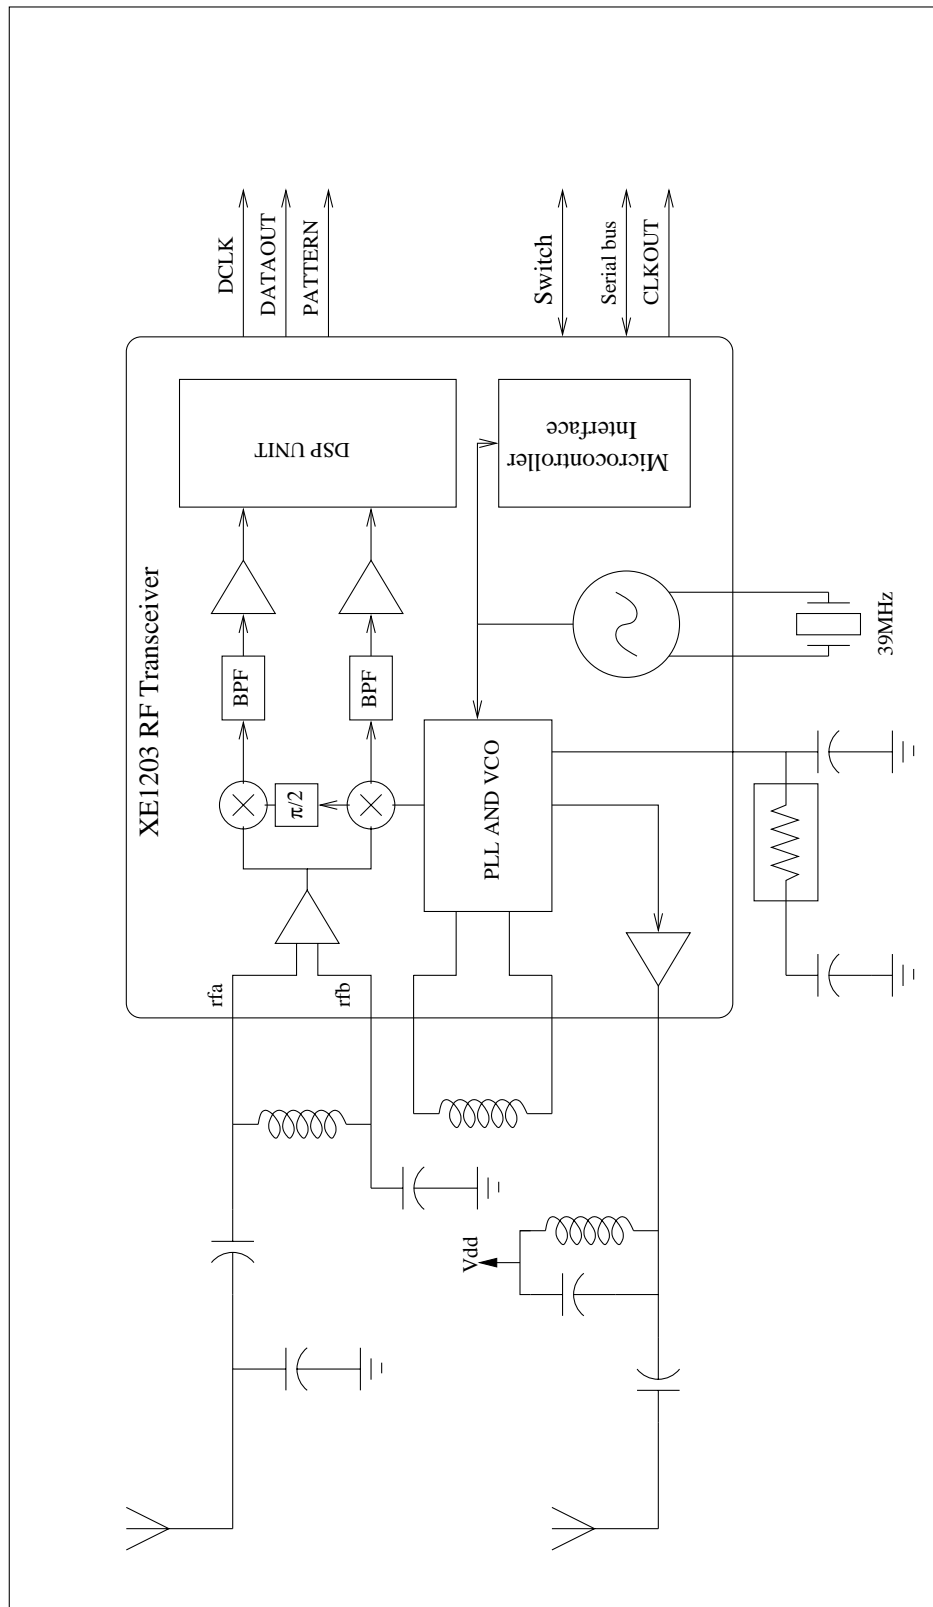 XE1203 RF Transceiver
DCLK
DATAOUT
PATTERN
Switch
Serial bus
CLKOUT
DSP UNIT
Microcontroller
Interface
BPF
BPF
π/2
PLL AND VCO
rfa
rfb
Vdd
39MHz